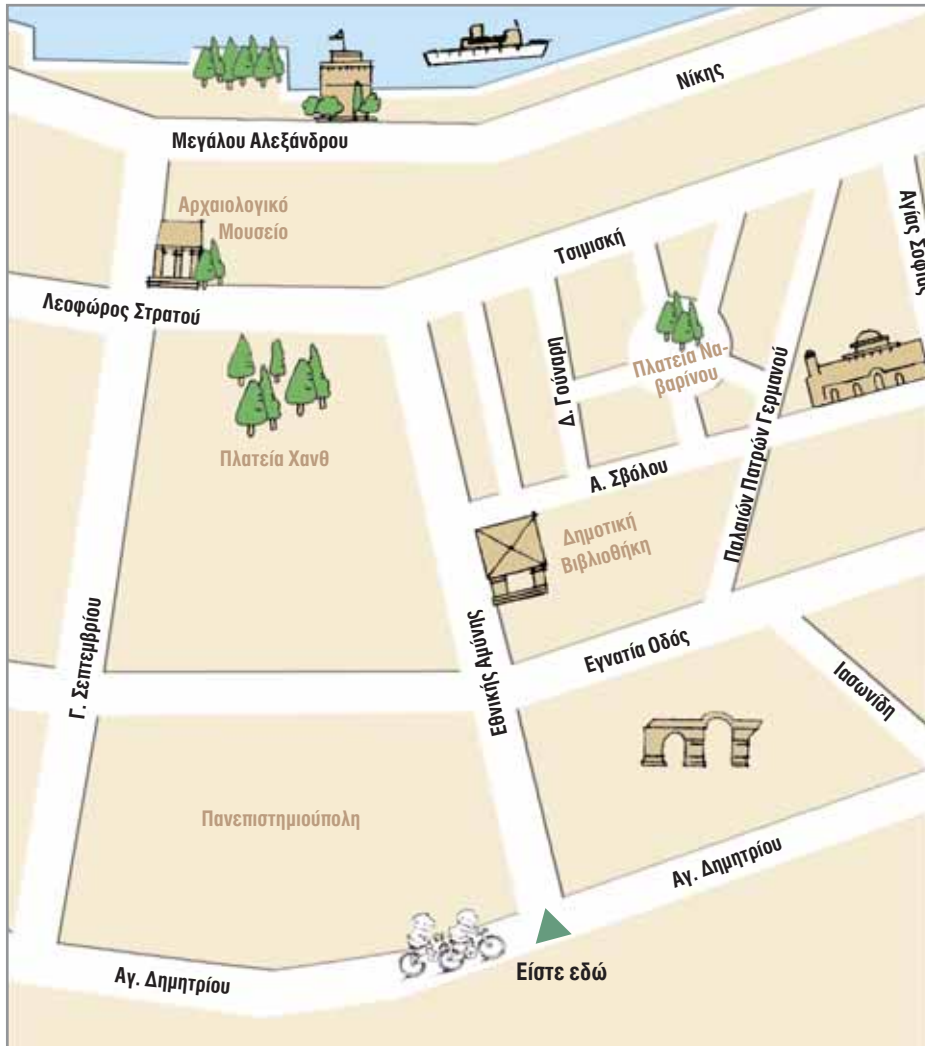 Νίκης
Μεγάλου Αλεξάνδρου
Αρχαιολογικό
Μουσείο
Αγίας Σοφίας
Τσιμισκή
Λεοφώρος Στρατού
Δ. Γούναρη
Πλατεία Να-
βαρίνου
Πλατεία Χανθ
Παλαιών Πατρών Γερμανού
Α. Σβόλου
Δημοτική
Βιβλιοθήκη
Γ. Σεπτεμβρίου
Εθνικής Αμύνης
Εγνατία Οδός
Ιασωνίδη
Πανεπιστημιούπολη
Αγ. Δημητρίου
Αγ. Δημητρίου
Είστε εδώ